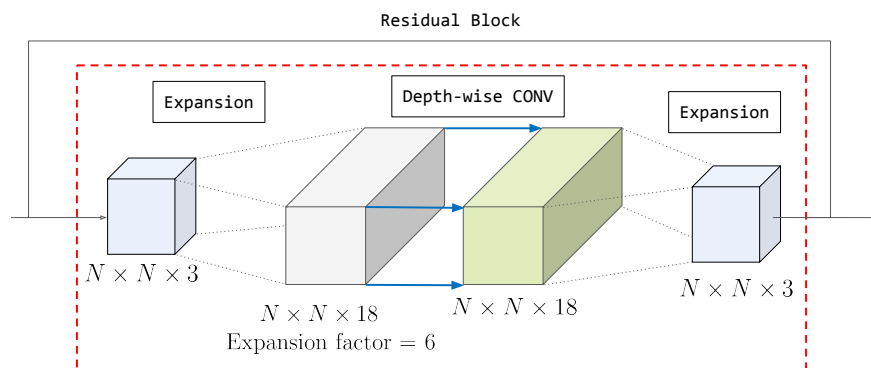 Residual Block
Expansion
Depth-wise CONV
Expansion
N × N × 3
N × N × 18
Expansion factor = 6
N × N × 18
N × N × 3